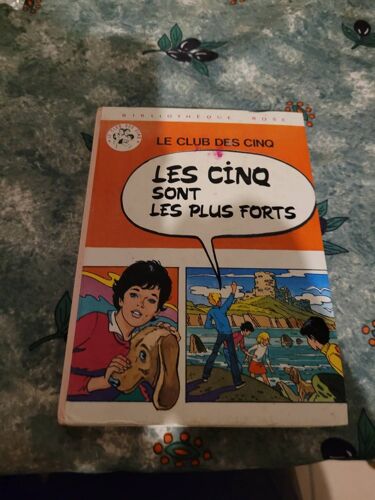 BIBLIOTHÈQUE ROSE
LE CLUB DES CINQ
LES CINQ
SONT
LES PLUS FORTS